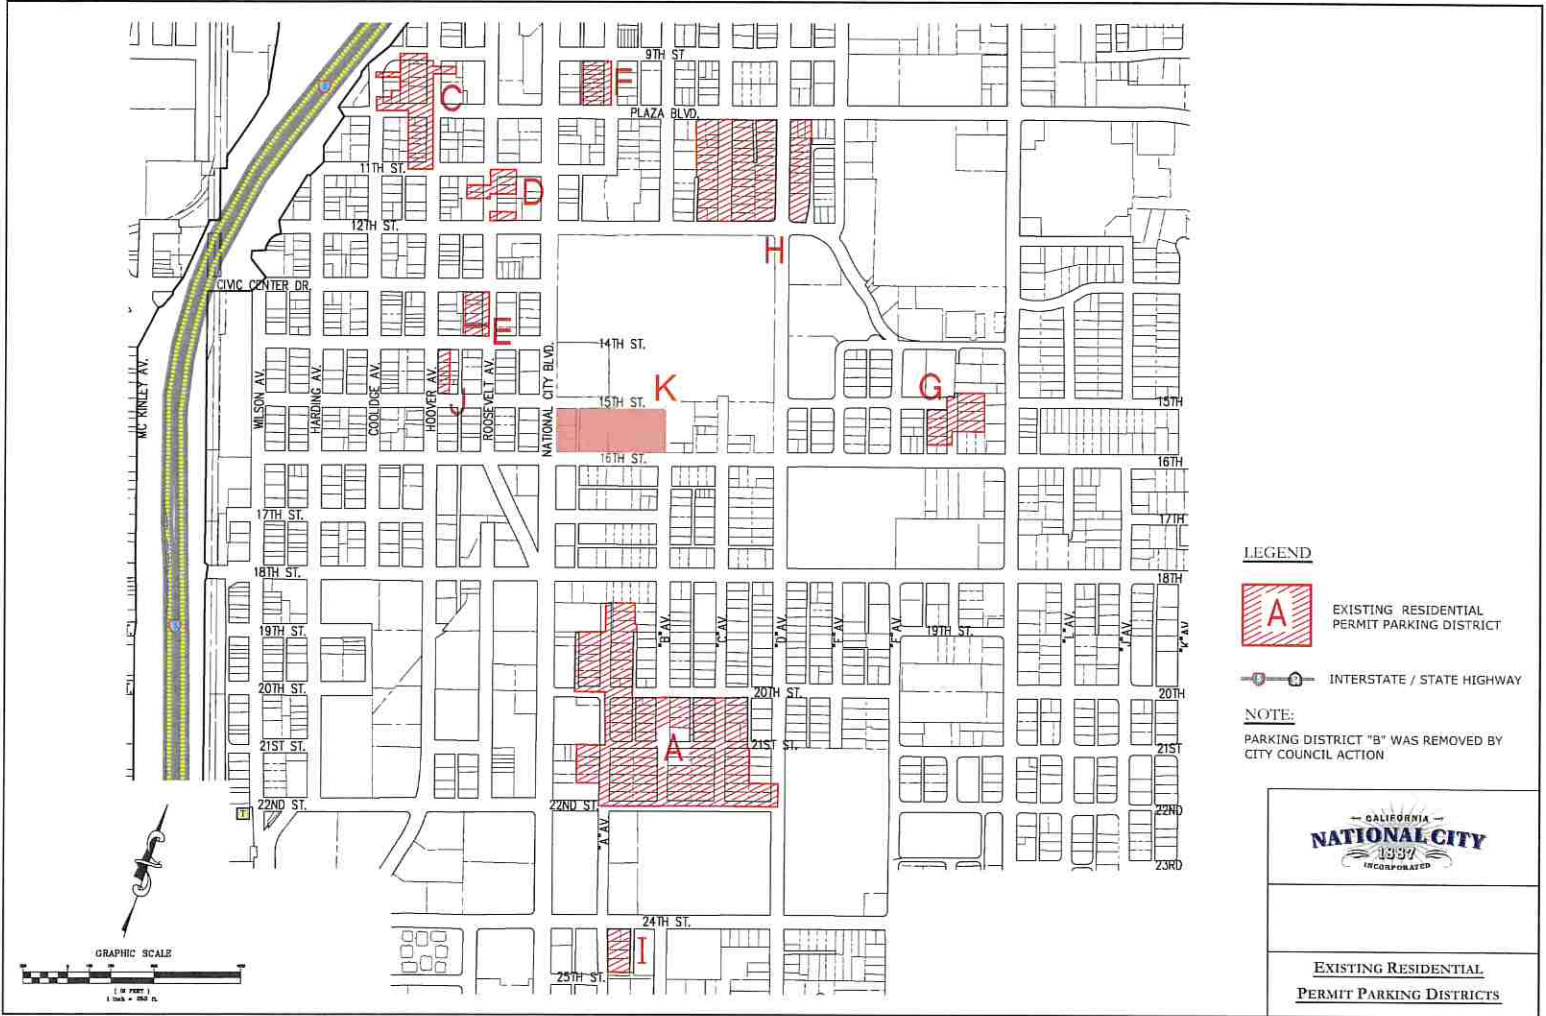 9TH ST
F
C
PLAZA BLVD.
11TH ST.
D
12TH ST.
H
CIVIC CENTER DR.
E
14TH ST.
MC KINLEY AV.
WILSON AV.
HARDING AV.
COOLIDGE AV.
HOOVER AV.
ROOSEVELT AV.
NATIONAL CITY BLVD.
J
K
G
15TH ST.
15TH
16TH ST.
16TH
17TH ST.
17TH
18TH ST.
18TH
"B" AV.
"C" AV.
"D" AV.
"E" AV.
"F" AV.
"L" AV.
"J" AV.
"K" AV.
19TH ST.
19TH ST.
20TH ST.
20TH ST.
20TH
A
21ST ST.
21ST ST.
21ST
22ND ST.
22ND ST.
22ND
"A" AV.
23RD
24TH ST.
I
25TH ST.
T
LEGEND
A
EXISTING RESIDENTIAL
PERMIT PARKING DISTRICT
INTERSTATE / STATE HIGHWAY
NOTE:
PARKING DISTRICT "B" WAS REMOVED BY
CITY COUNCIL ACTION
GRAPHIC SCALE
( IN FEET )
CALIFORNIA
NATIONAL CITY
1887
INCORPORATED
EXISTING RESIDENTIAL
PERMIT PARKING DISTRICTS